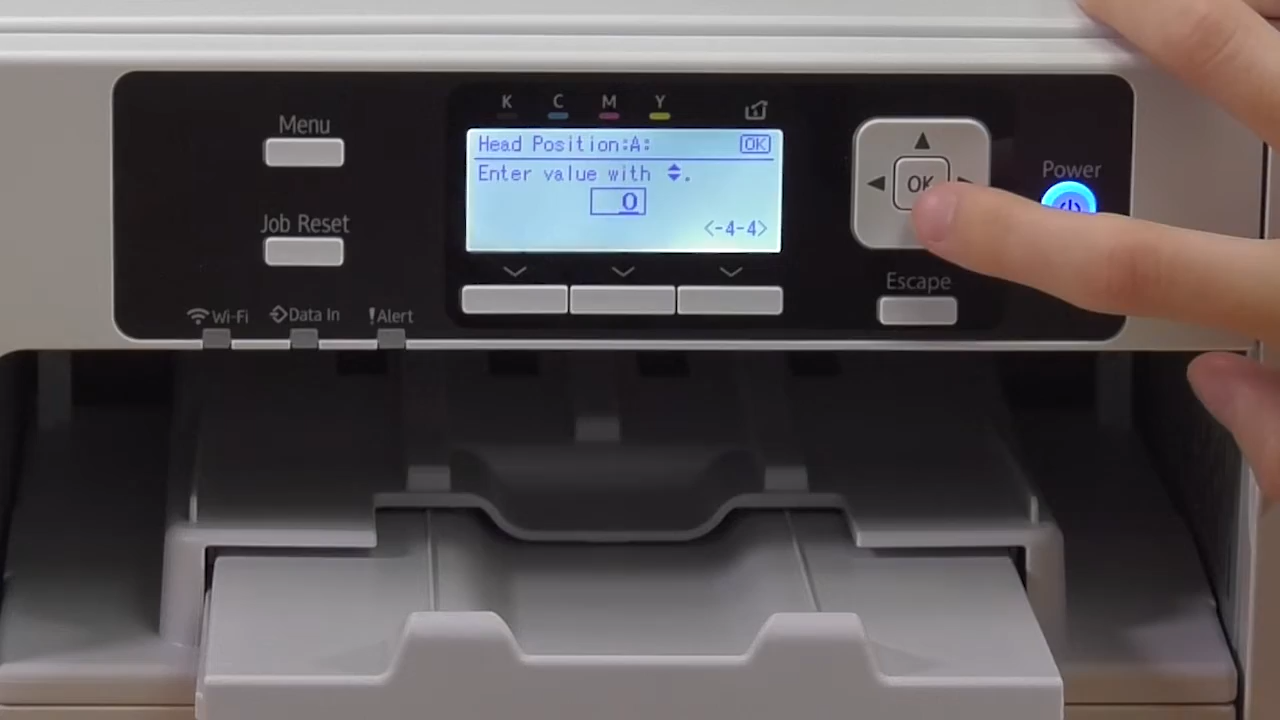 K C M Y
Menu
Head Position:A: OK
Enter value with .
0
<-4-4>
OK
Power
Job Reset
Escape
Wi-Fi Data In !Alert